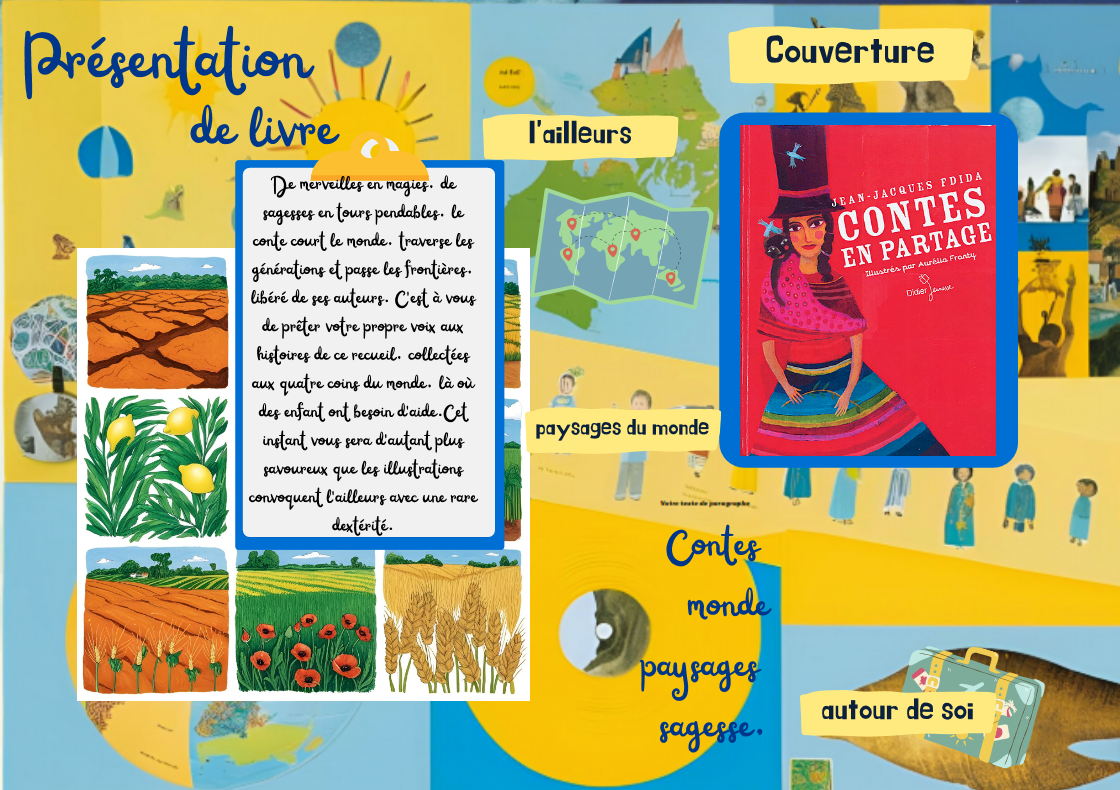 Présentation
de livre
De merveilles en magies. de
sagesses en tours pendables. le
conte court le monde. traverse les
générations et passe les frontières.
libéré de ses auteurs. C'est à vous
de prêter votre propre voix aux
histoires de ce recueil. collectées
aux quatre coins du monde. là où
des enfant ont besoin d'aide.Cet
instant vous sera d'autant plus
savoureux que les illustrations
convoquent l'ailleurs avec une rare
dextérité.
l'ailleurs
paysages du monde
Votre texte de paragraphe
Couverture
JEAN-JACQUES FDIDA
CONTES
EN PARTAGE
Illustrés par Aurélia Fronty
Didier Jeunesse
Contes
monde
paysages
sagesse.
autour de soi